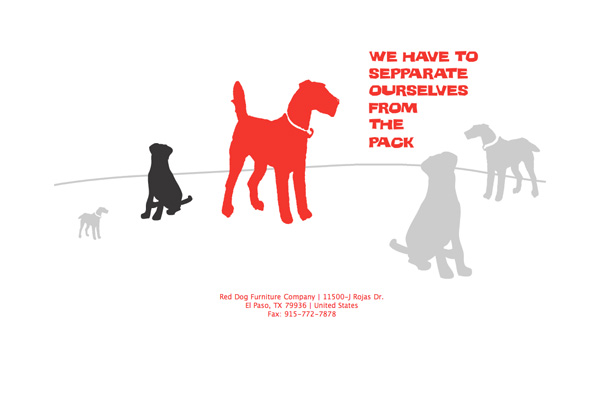 WE HAVE TO
SEPPARATE
OURSELVES
FROM
THE
PACK
Red Dog Furniture Company | 11500-J Rojas Dr.
El Paso, TX 79936 | United States
Fax: 915-772-7878